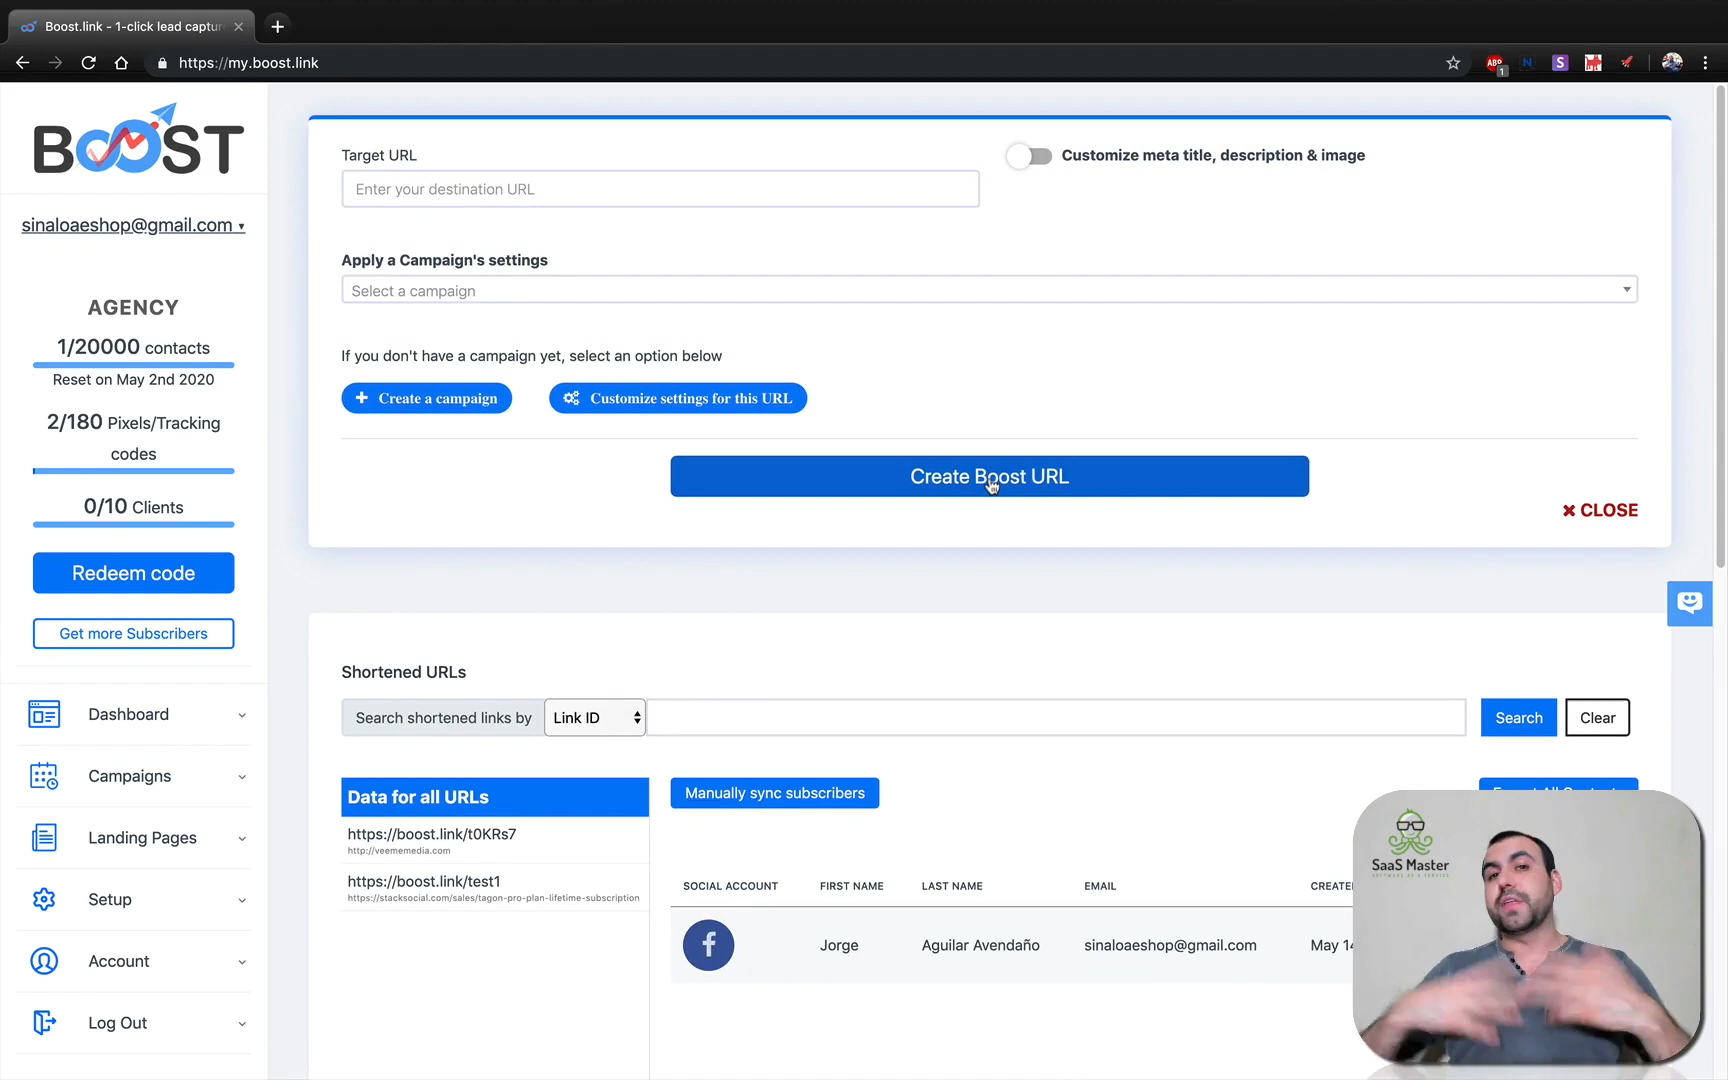 Boost.link - 1-click lead captur
https://my.boost.link
ABP
1
N
S
BOOST
sinaloaeshop@gmail.com
AGENCY
1/20000 contacts
Reset on May 2nd 2020
2/180 Pixels/Tracking
codes
0/10 Clients
Redeem code
Get more Subscribers
Dashboard
Campaigns
Landing Pages
Setup
Account
Log Out
Target URL
Enter your destination URL
Customize meta title, description & image
Apply a Campaign's settings
Select a campaign
If you don't have a campaign yet, select an option below
+ Create a campaign
Customize settings for this URL
Create Boost URL
× CLOSE
Shortened URLs
Search shortened links by
Link ID
Search
Clear
Data for all URLs
https://boost.link/t0KRs7
http://veememedia.com
https://boost.link/test1
https://stacksocial.com/sales/tagon-pro-plan-lifetime-subscription
Manually sync subscribers
SOCIAL ACCOUNT FIRST NAME LAST NAME EMAIL CREATE
f Jorge Aguilar Avendaño sinaloaeshop@gmail.com May 14
SaaS Master
SOFTWARE AS A SERVICE